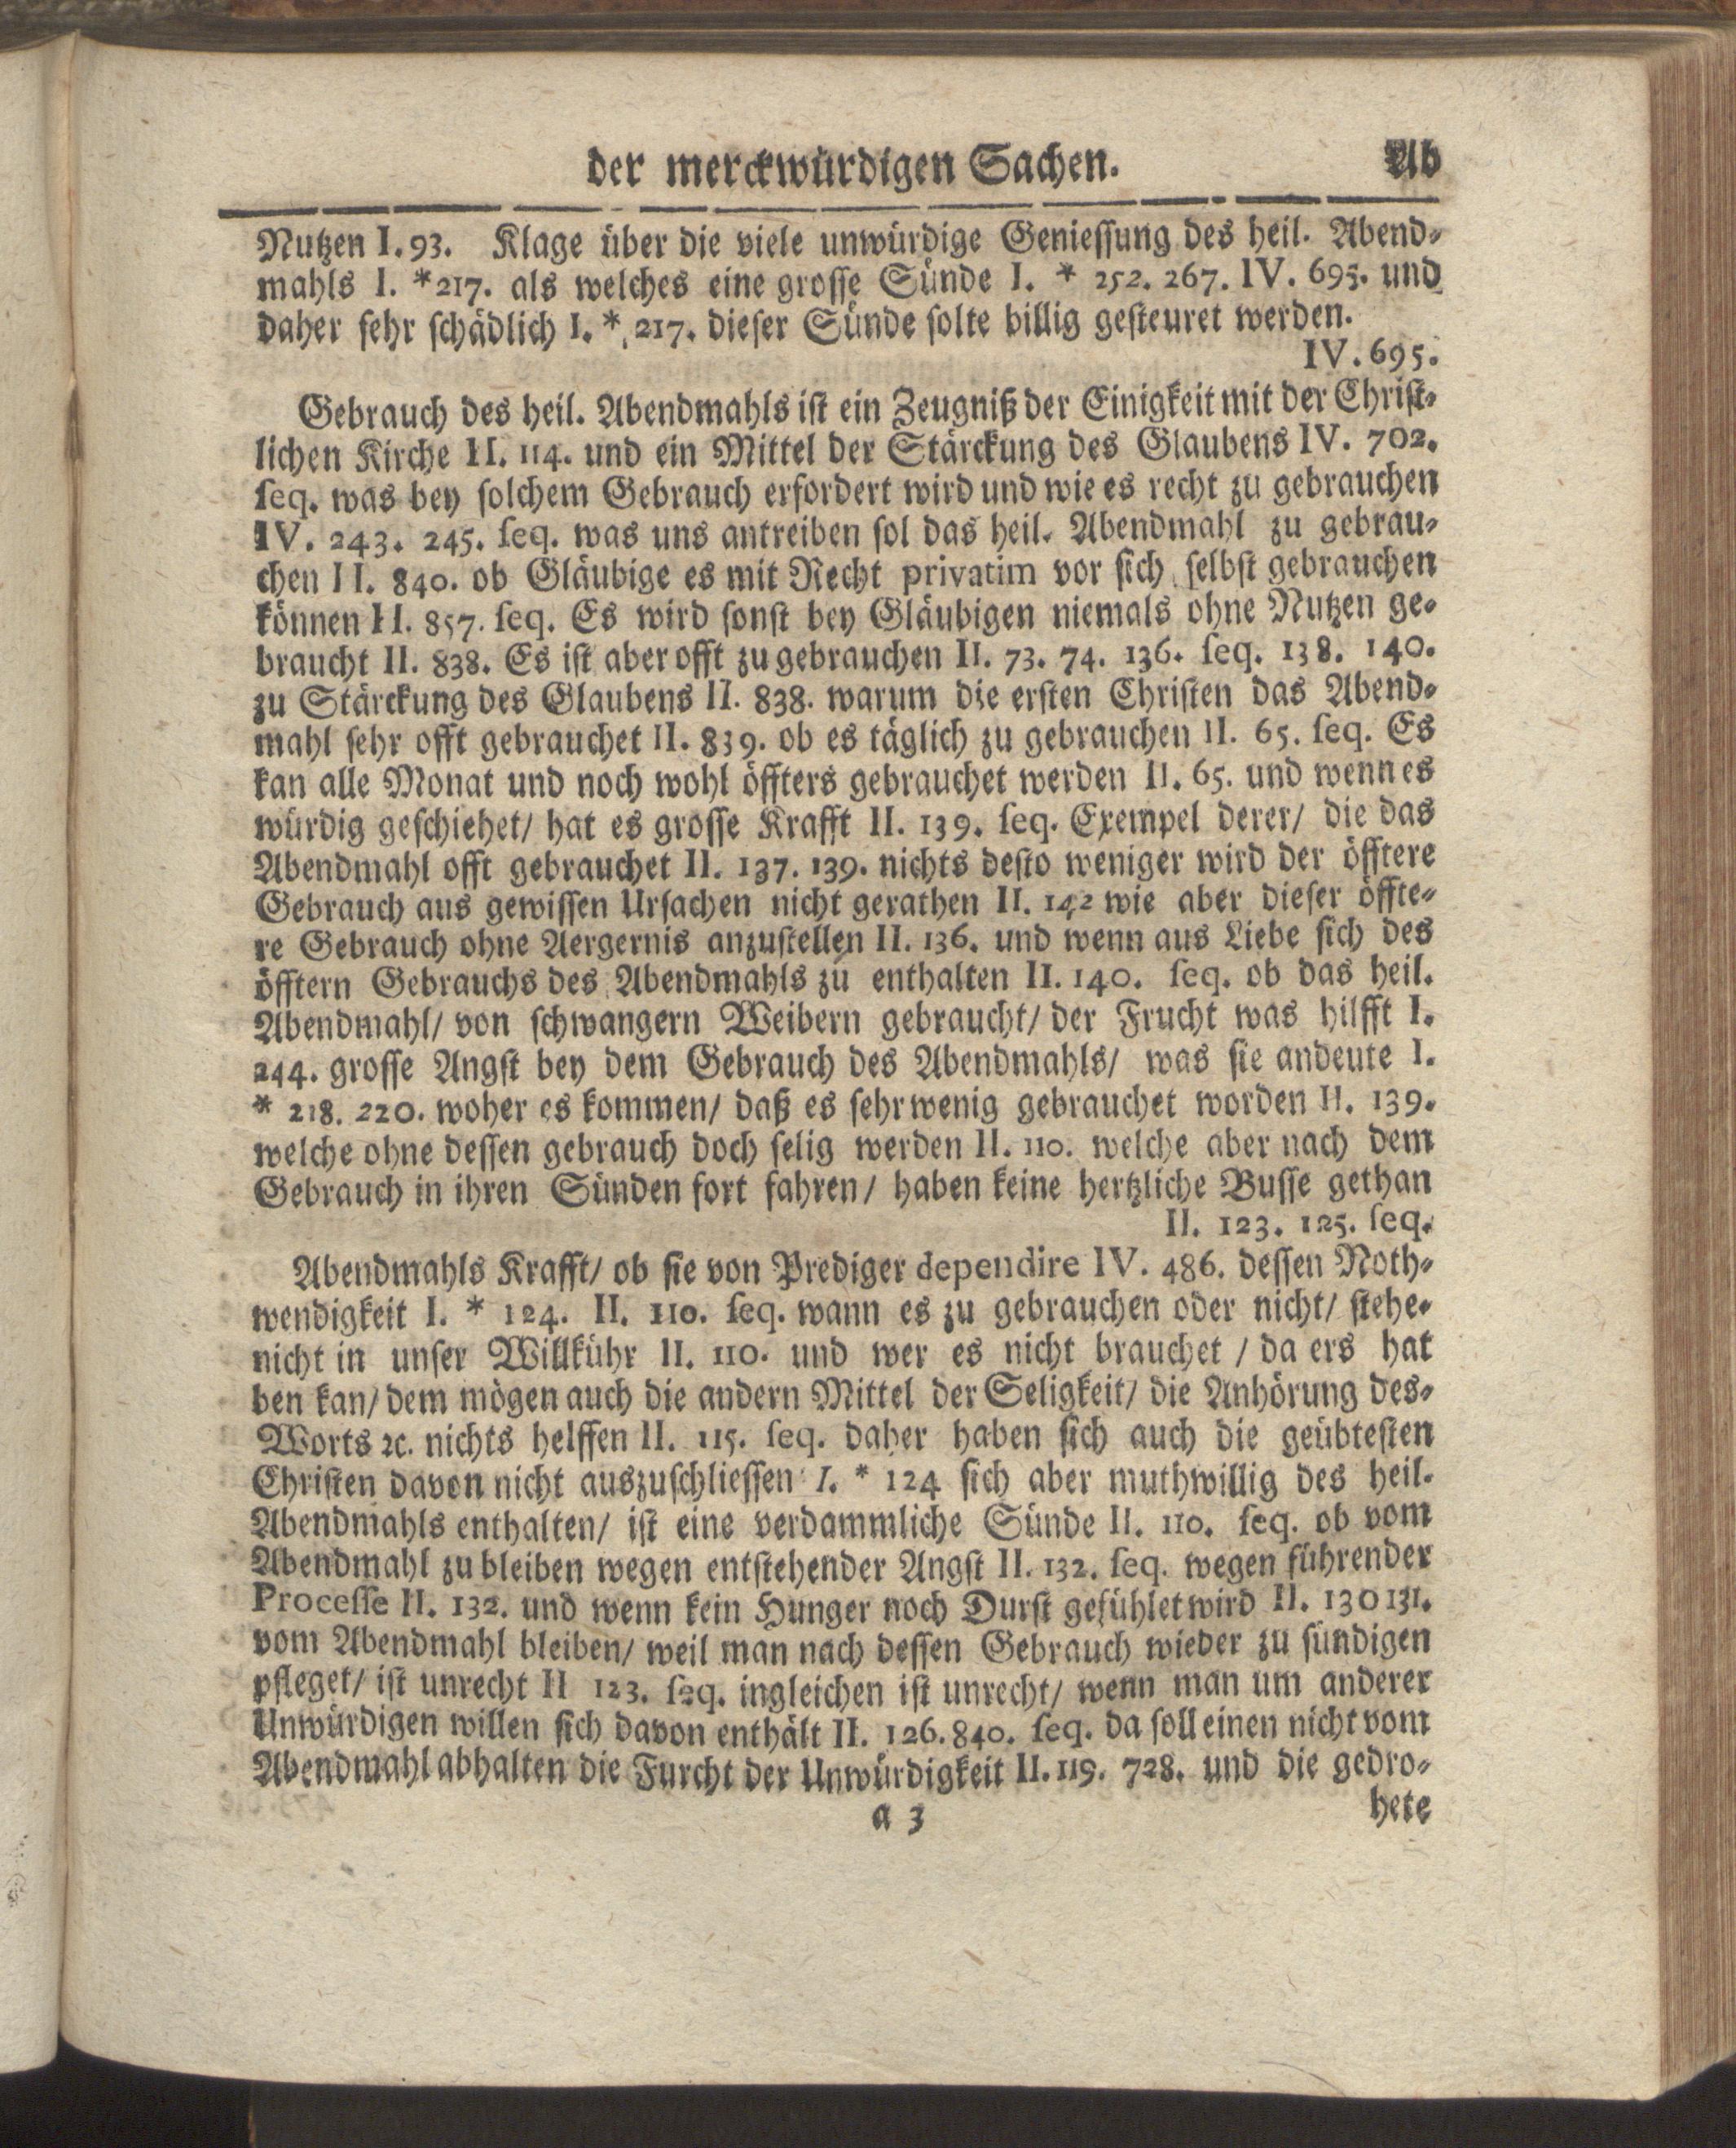 der merckwürdigen Sachen. Ab
Nutzen I. 93. Klage über die viele unwürdige Geniessung des heil. Abend-
mahls I. *217. als welches eine grosse Sünde I. * 252. 267. IV. 695. und
daher sehr schädlich I. * 217. dieser Sünde solte billig gesteuret werden.
IV. 695.
Gebrauch des heil. Abendmahls ist ein Zeugniß der Einigkeit mit der Christ-
lichen Kirche II. 114. und ein Mittel der Stärckung des Glaubens IV. 702.
seq. was bey solchem Gebrauch erfordert wird und wie es recht zu gebrauchen
IV. 243. 245. seq. was uns antreiben sol das heil. Abendmahl zu gebrau-
chen II. 840. ob Gläubige es mit Recht privatim vor sich selbst gebrauchen
können II. 857. seq. Es wird sonst bey Gläubigen niemals ohne Nutzen ge-
braucht II. 838. Es ist aber offt zu gebrauchen II. 73. 74. 136. seq. 138. 140.
zu Stärckung des Glaubens II. 838. warum die ersten Christen das Abend-
mahl sehr offt gebrauchet II. 839. ob es täglich zu gebrauchen II. 65. seq. Es
kan alle Monat und noch wohl öffters gebrauchet werden II. 65. und wenn es
würdig geschiehet/ hat es grosse Krafft II. 139. seq. Exempel derer/ die das
Abendmahl offt gebrauchet II. 137. 139. nichts desto weniger wird der öfftere
Gebrauch aus gewissen Ursachen nicht gerathen II. 142 wie aber dieser öffte-
re Gebrauch ohne Aergernis anzustellen II. 136. und wenn aus Liebe sich des
öfftern Gebrauchs des Abendmahls zu enthalten II. 140. seq. ob das heil.
Abendmahl/ von schwangern Weibern gebraucht/ der Frucht was hilfft I.
244. grosse Angst bey dem Gebrauch des Abendmahls/ was sie andeute I.
* 218. 220. woher es kommen/ daß es sehr wenig gebrauchet worden II. 139.
welche ohne dessen gebrauch doch selig werden II. 110. welche aber nach dem
Gebrauch in ihren Sünden fort fahren/ haben keine hertzliche Busse gethan
II. 123. 125. seq.
Abendmahls Krafft/ ob sie von Prediger dependire IV. 486. dessen Noth-
wendigkeit I. * 124. II. 110. seq. wann es zu gebrauchen oder nicht/ stehe-
nicht in unser Willkühr II. 110. und wer es nicht brauchet / da ers hat
ben kan/ dem mögen auch die andern Mittel der Seligkeit/ die Anhörung des-
Worts ꝛc. nichts helffen II. 115. seq. daher haben sich auch die geübtesten
Christen davon nicht auszuschliessen I. * 124 sich aber muthwillig des heil.
Abendmahls enthalten/ ist eine verdammliche Sünde II. 110. seq. ob vom
Abendmahl zu bleiben wegen entstehender Angst II. 132. seq. wegen führender
Processe II. 132. und wenn kein Hunger noch Durst gefühlet wird II. 130 131.
vom Abendmahl bleiben/ weil man nach dessen Gebrauch wieder zu sündigen
pfleget/ ist unrecht II 123. seq. ingleichen ist unrecht/ wenn man um anderer
Unwürdigen willen sich davon enthält II. 126. 840. seq. da soll einen nicht vom
Abendmahl abhalten die Furcht der Unwürdigkeit II. 119. 728. und die gedro-
a 3 hete